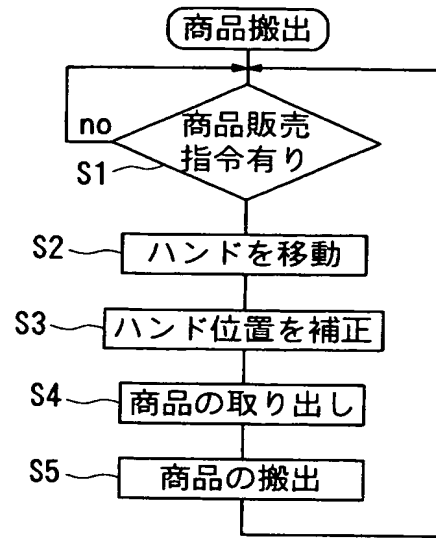 商品搬出
no
商品販売
指令有り
S1
S2
ハンドを移動
S3
ハンド位置を補正
S4
商品の取り出し
S5
商品の搬出